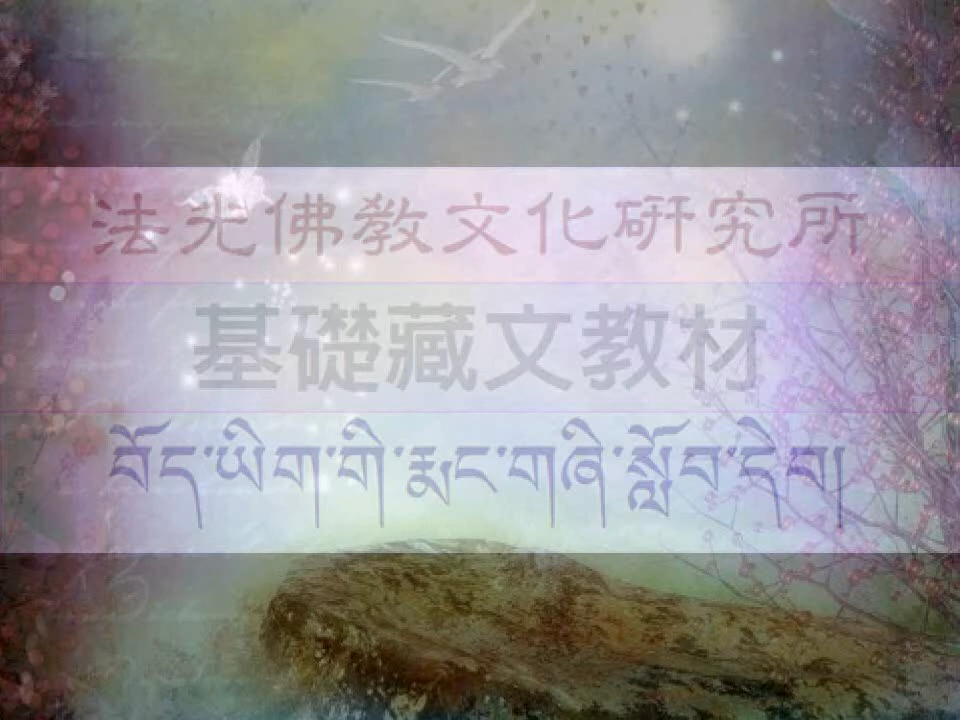 法光佛教文化研究所
基礎藏文教材
བོད་ཡིག་གི་རྨང་གཞི་སློབ་དེབ།